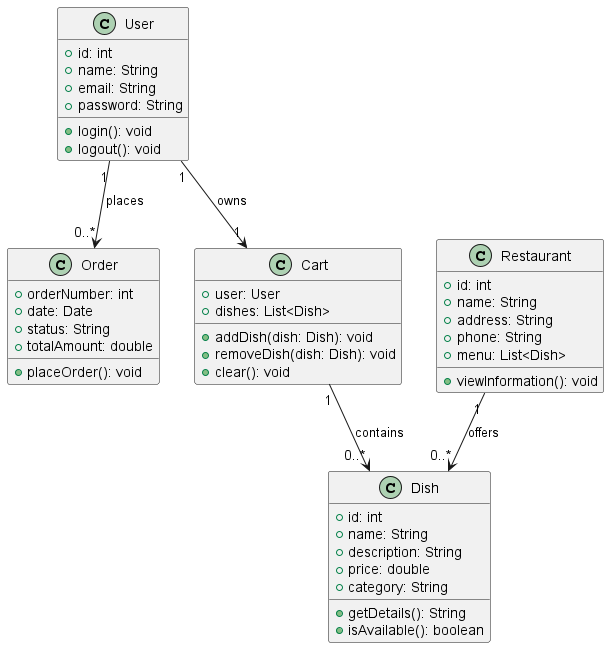 C User
id: int
name: String
email: String
password: String
login(): void
logout(): void
1
1
places
owns
0..*
1
C Order
orderNumber: int
date: Date
status: String
totalAmount: double
placeOrder(): void
C Cart
user: User
dishes: List<Dish>
addDish(dish: Dish): void
removeDish(dish: Dish): void
clear(): void
C Restaurant
id: int
name: String
address: String
phone: String
menu: List<Dish>
viewInformation(): void
1
1
contains
offers
0..*
0..*
C Dish
id: int
name: String
description: String
price: double
category: String
getDetails(): String
isAvailable(): boolean